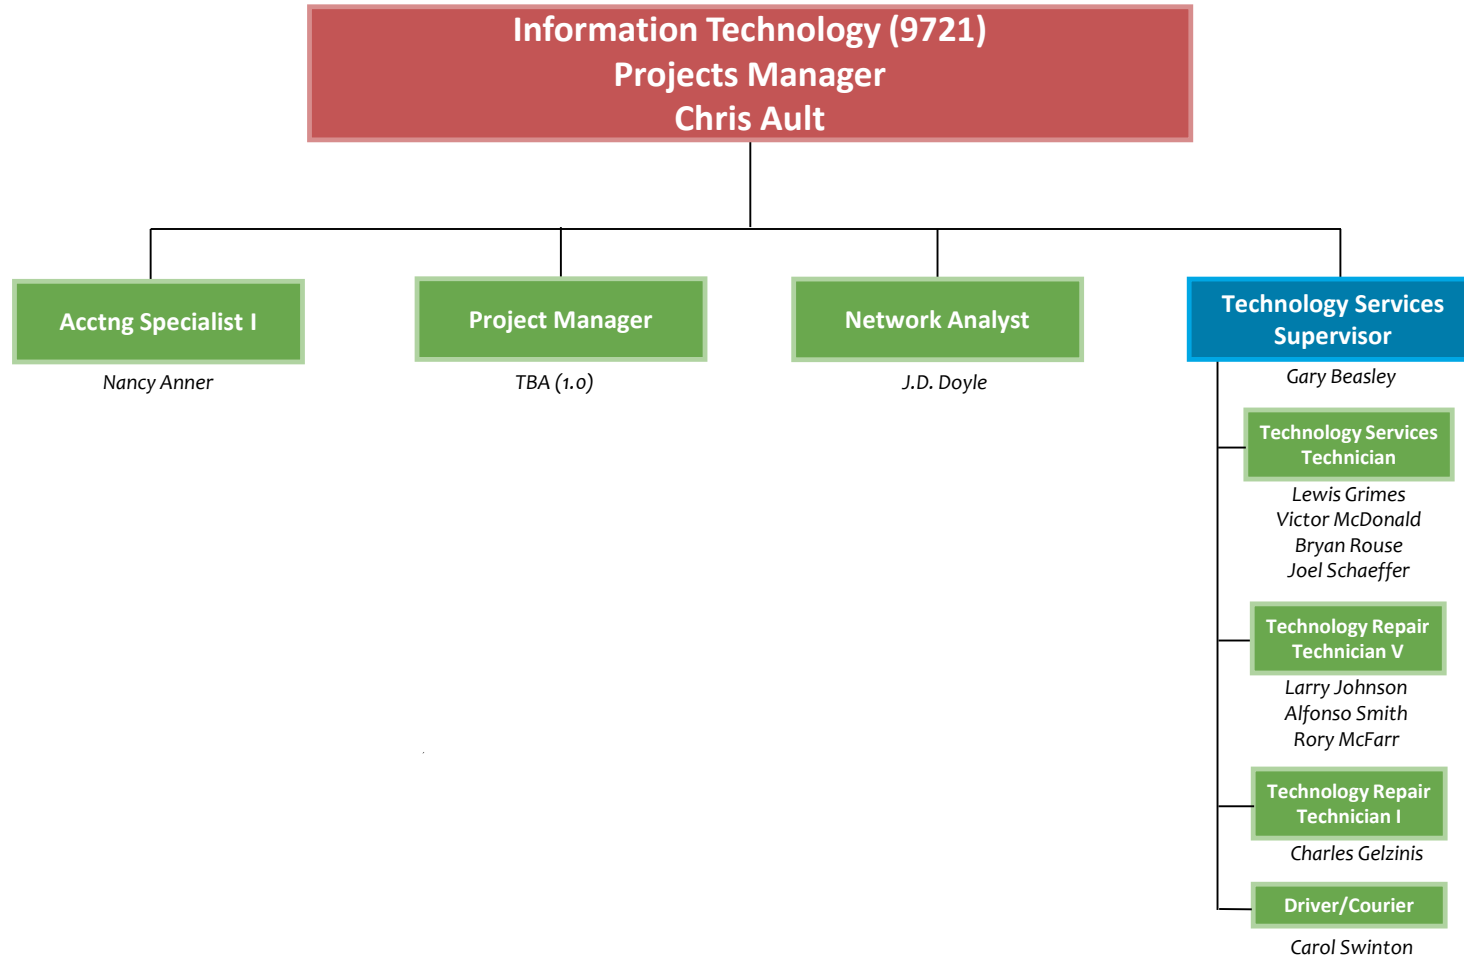 Information Technology (9721)
Projects Manager
Chris Ault
Acctng Specialist I
Nancy Anner
Project Manager
TBA (1.0)
Network Analyst
J.D. Doyle
Technology Services
Supervisor
Gary Beasley
Technology Services
Technician
Lewis Grimes
Victor McDonald
Bryan Rouse
Joel Schaeffer
Technology Repair
Technician V
Larry Johnson
Alfonso Smith
Rory McFarr
Technology Repair
Technician I
Charles Gelzinis
Driver/Courier
Carol Swinton